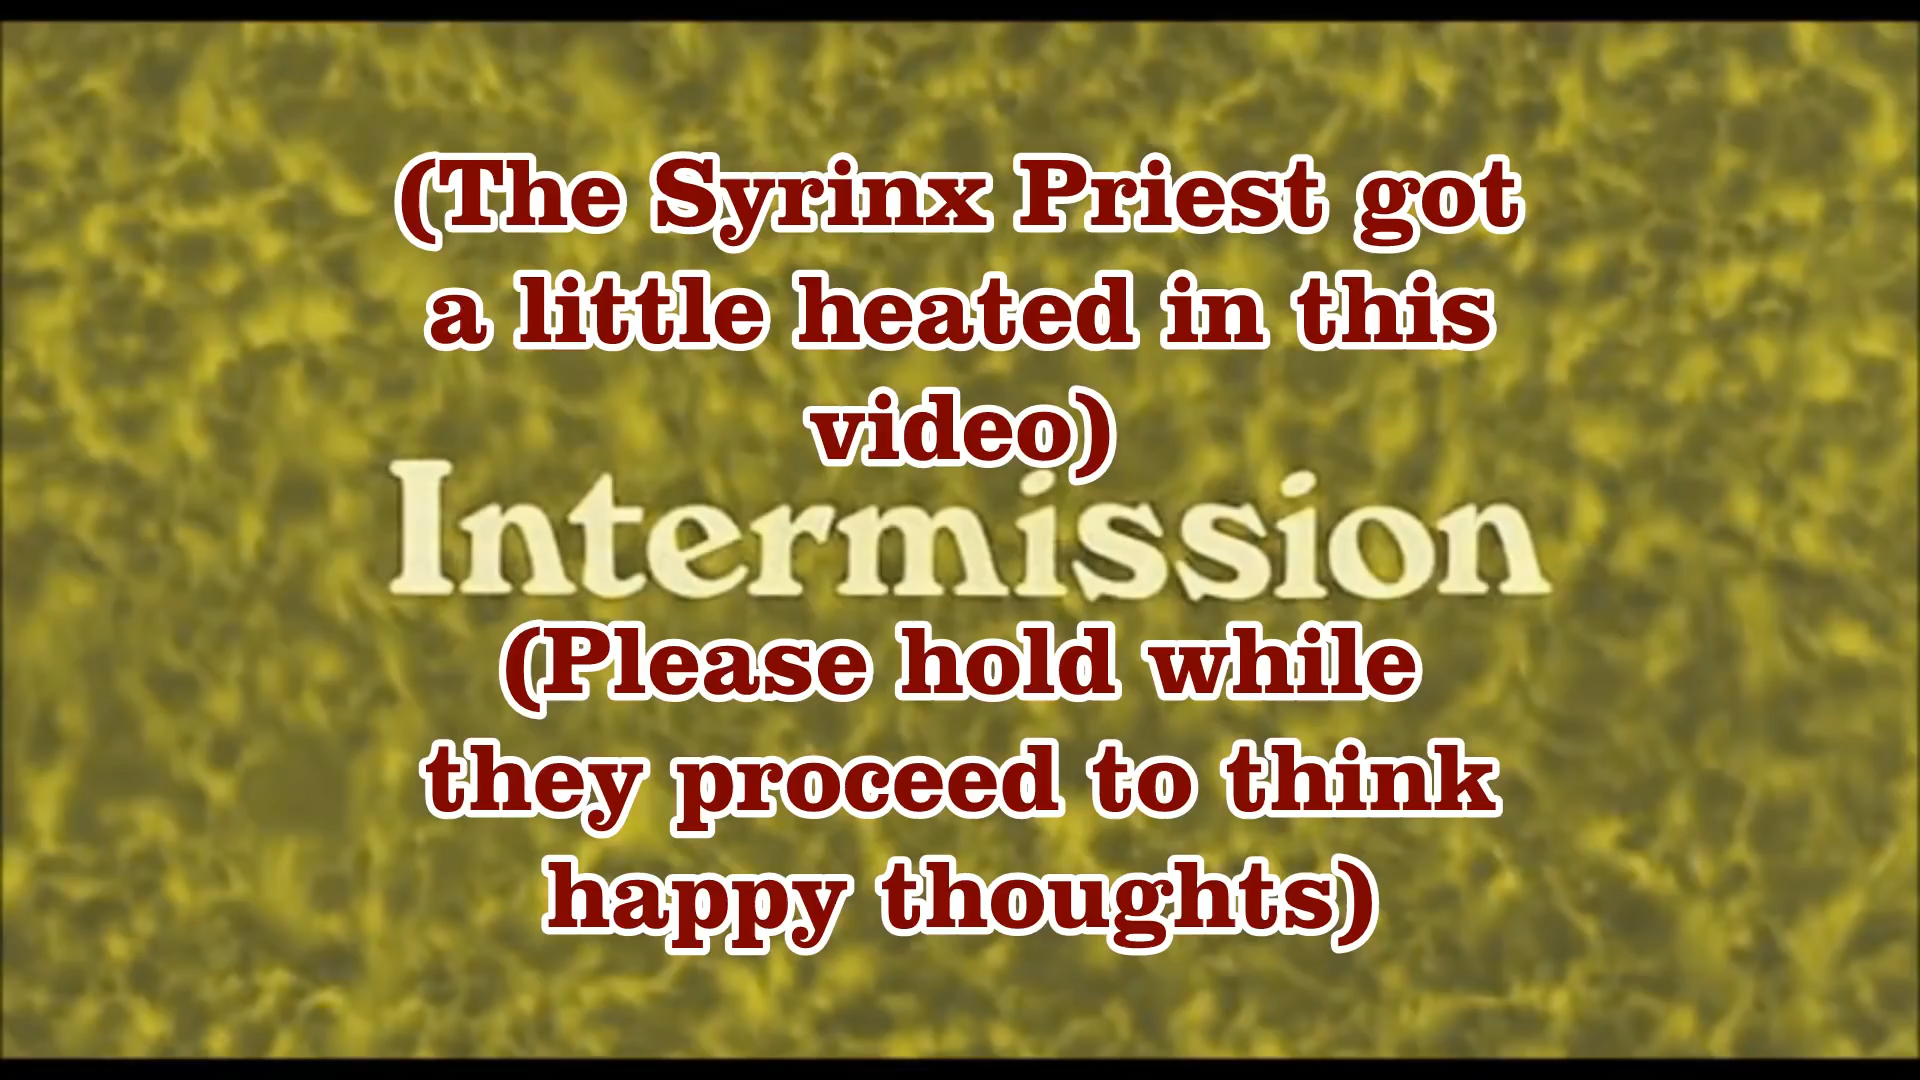 (The Syrinx Priest got
a little heated in this
video)
Intermission
(Please hold while
they proceed to think
happy thoughts)